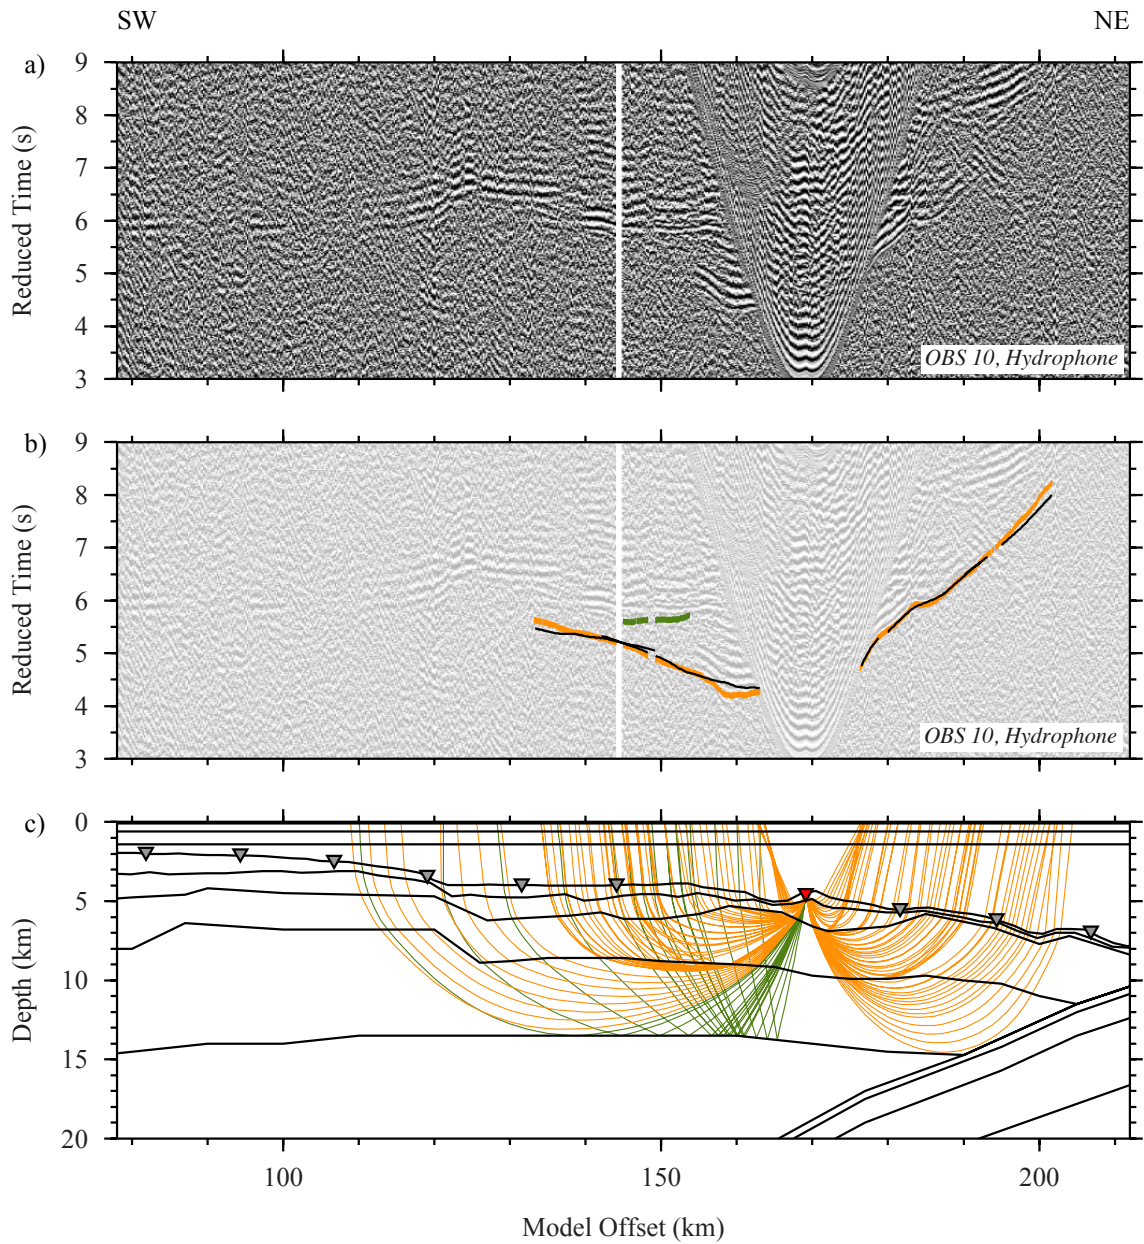 SW NE
a)
9
8
7
6
5
4
3
Reduced Time (s)
OBS 10, Hydrophone
b)
9
8
7
6
5
4
3
Reduced Time (s)
OBS 10, Hydrophone
c)
0
5
10
15
20
Depth (km)
100 150 200
Model Offset (km)